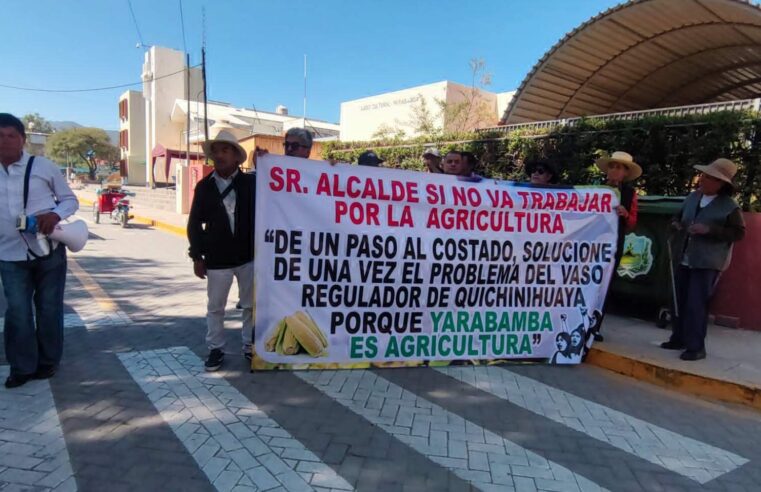 SR. ALCALDE SI NO VA TRABAJAR
POR LA AGRICULTURA
“DE UN PASO AL COSTADO, SOLUCIONE
DE UNA VEZ EL PROBLEMA DEL VASO
REGULADOR DE QUICHINIHUAYA
PORQUE YARABAMBA
ES AGRICULTURA”